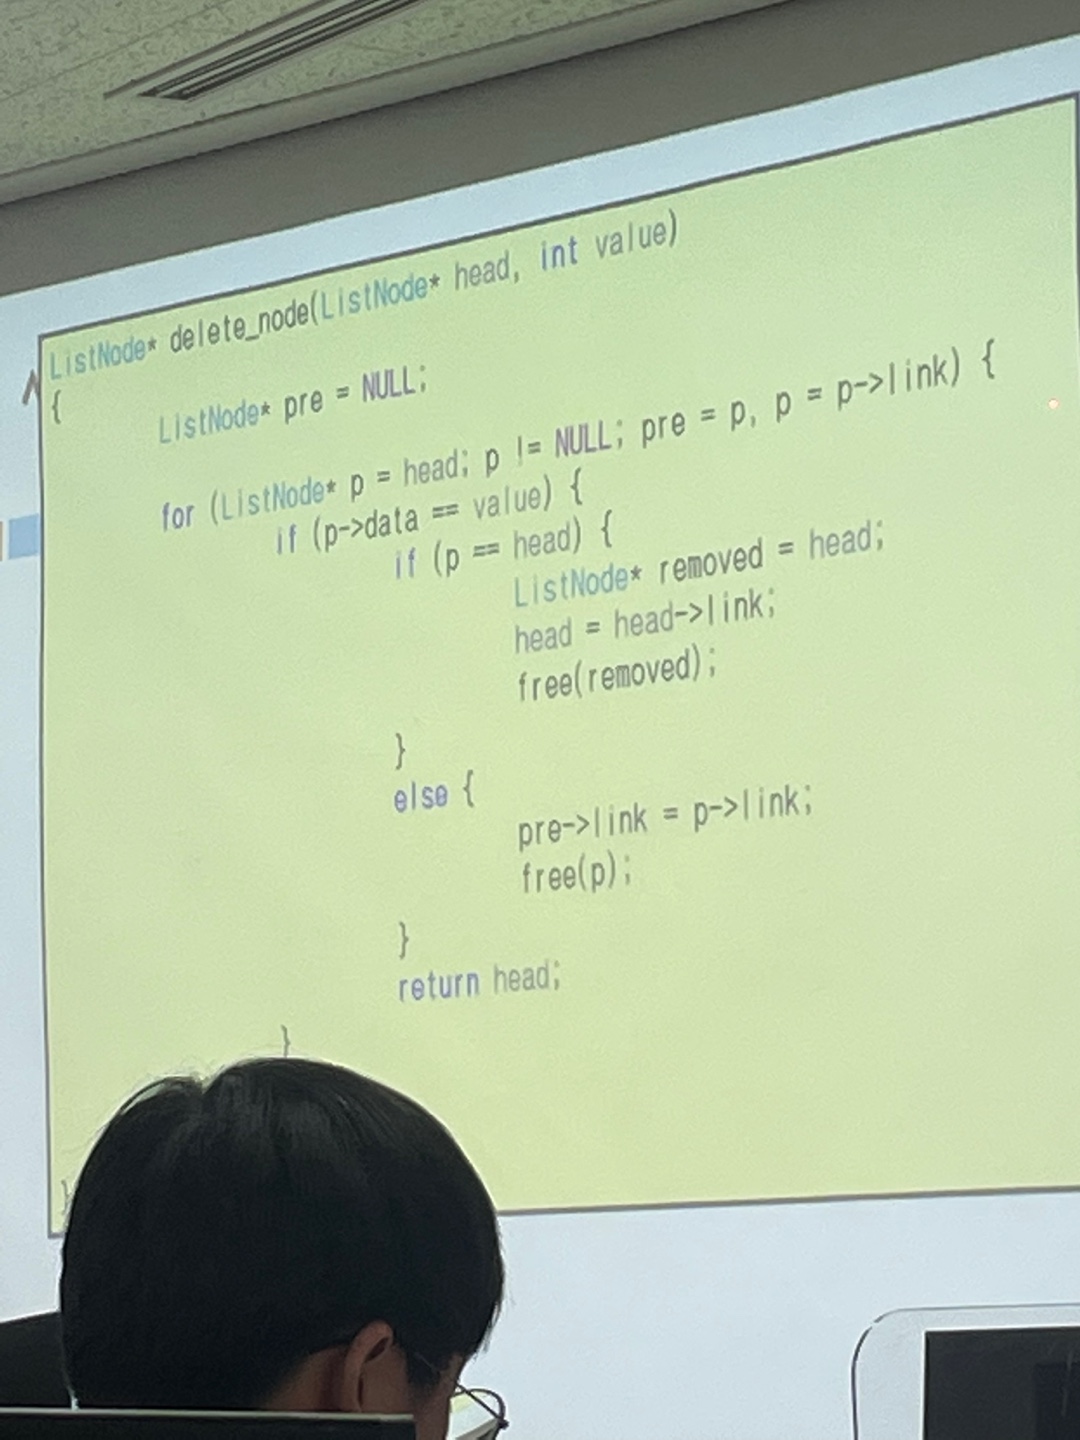 ListNode* delete_node(ListNode* head, int value)
{
ListNode* pre = NULL;
for (ListNode* p = head; p != NULL; pre = p, p = p->link) {
if (p->data == value) {
if (p == head) {
ListNode* removed = head;
head = head->link;
free(removed);
}
else {
pre->link = p->link;
free(p);
}
return head;
}
}